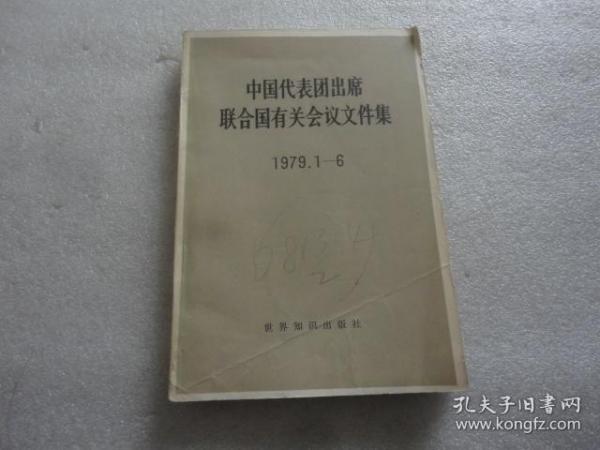 中国代表团出席
联合国有关会议文件集
1979.1—6
世界知识出版社
孔夫子旧书网
www.kongfz.com